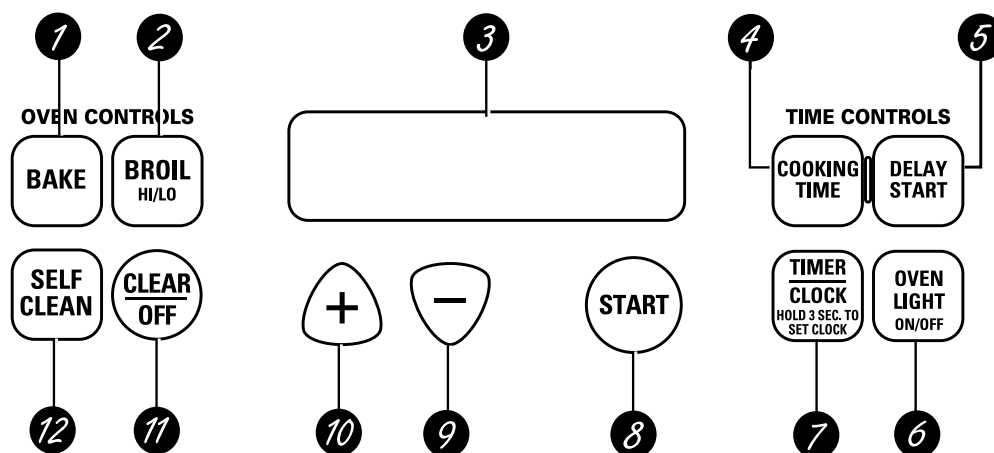 1
2
3
4
5
OVEN CONTROLS
TIME CONTROLS
BAKE
BROIL
HI/LO
COOKING
TIME
DELAY
START
SELF
CLEAN
CLEAR
OFF
+
−
START
TIMER
CLOCK
HOLD 3 SEC. TO
SET CLOCK
OVEN
LIGHT
ON/OFF
12
11
10
9
8
7
6